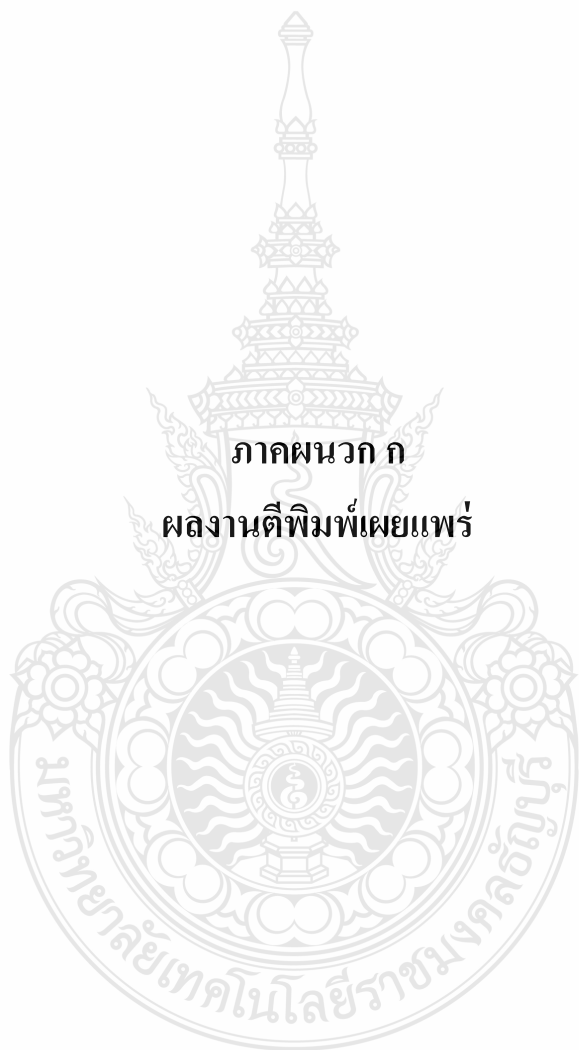 ภาคผนวก ก
ผลงานตีพิมพ์เผยแพร่
มหาวิทยาลัยเทคโนโลยีราชมงคลธัญบุรี